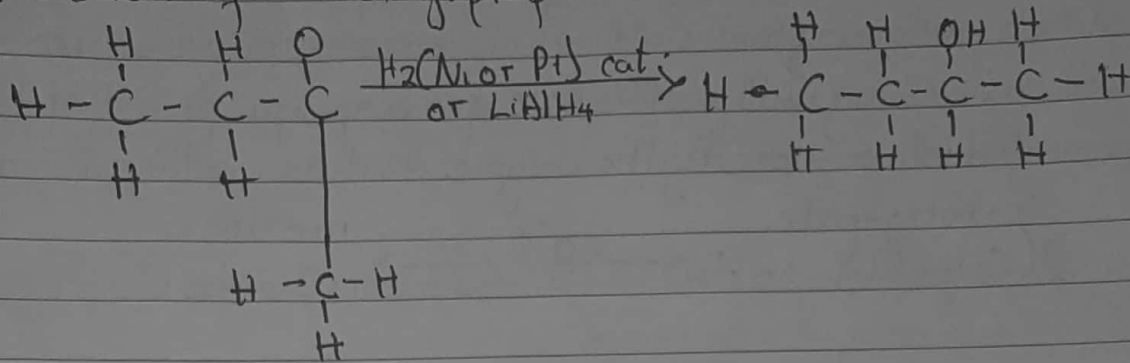 H H O
H - C - C - C H2(Ni or Pt) cat. H - C - C - C - C - H
or LiAlH4
H H OH H
H H H H H H
H - C - H
H